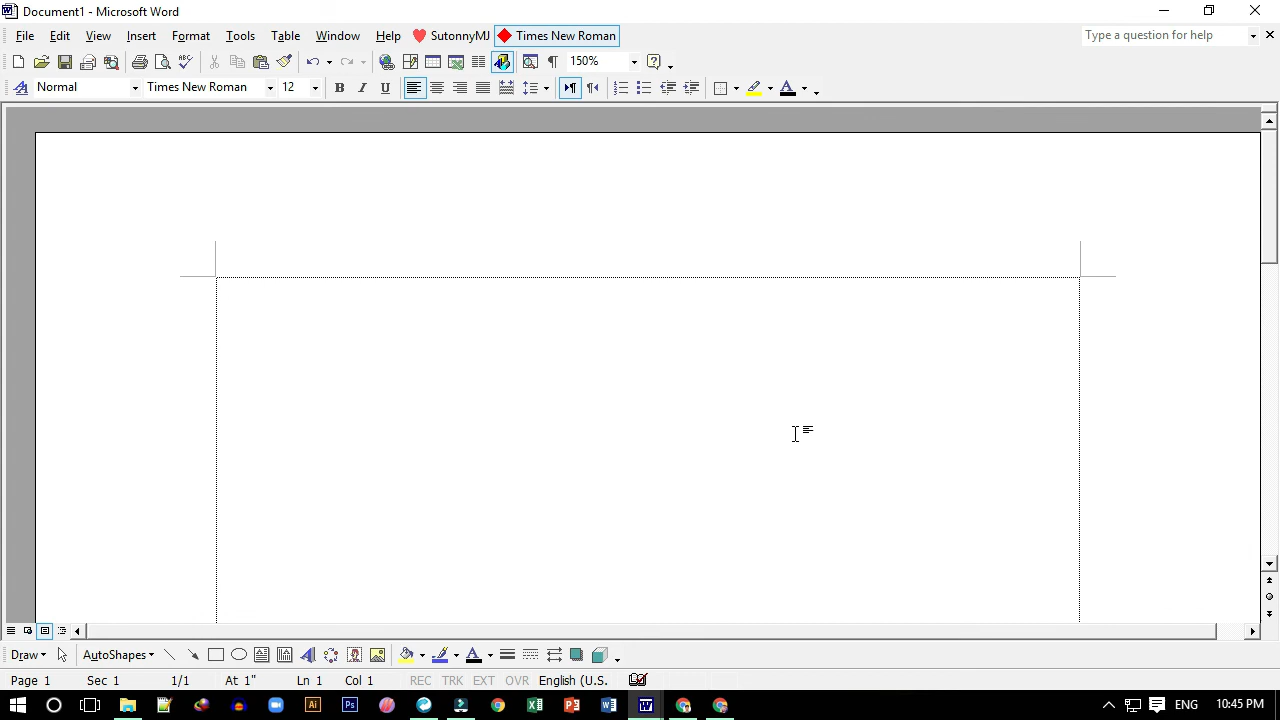 Document1 - Microsoft Word
File Edit View Insert Format Tools Table Window Help SutonnyMJ Times New Roman Type a question for help
150%
Normal Times New Roman 12 B I U
Draw AutoShapes
Page 1 Sec 1 1/1 At 1" Ln 1 Col 1 REC TRK EXT OVR English (U.S.
ENG 10:45 PM